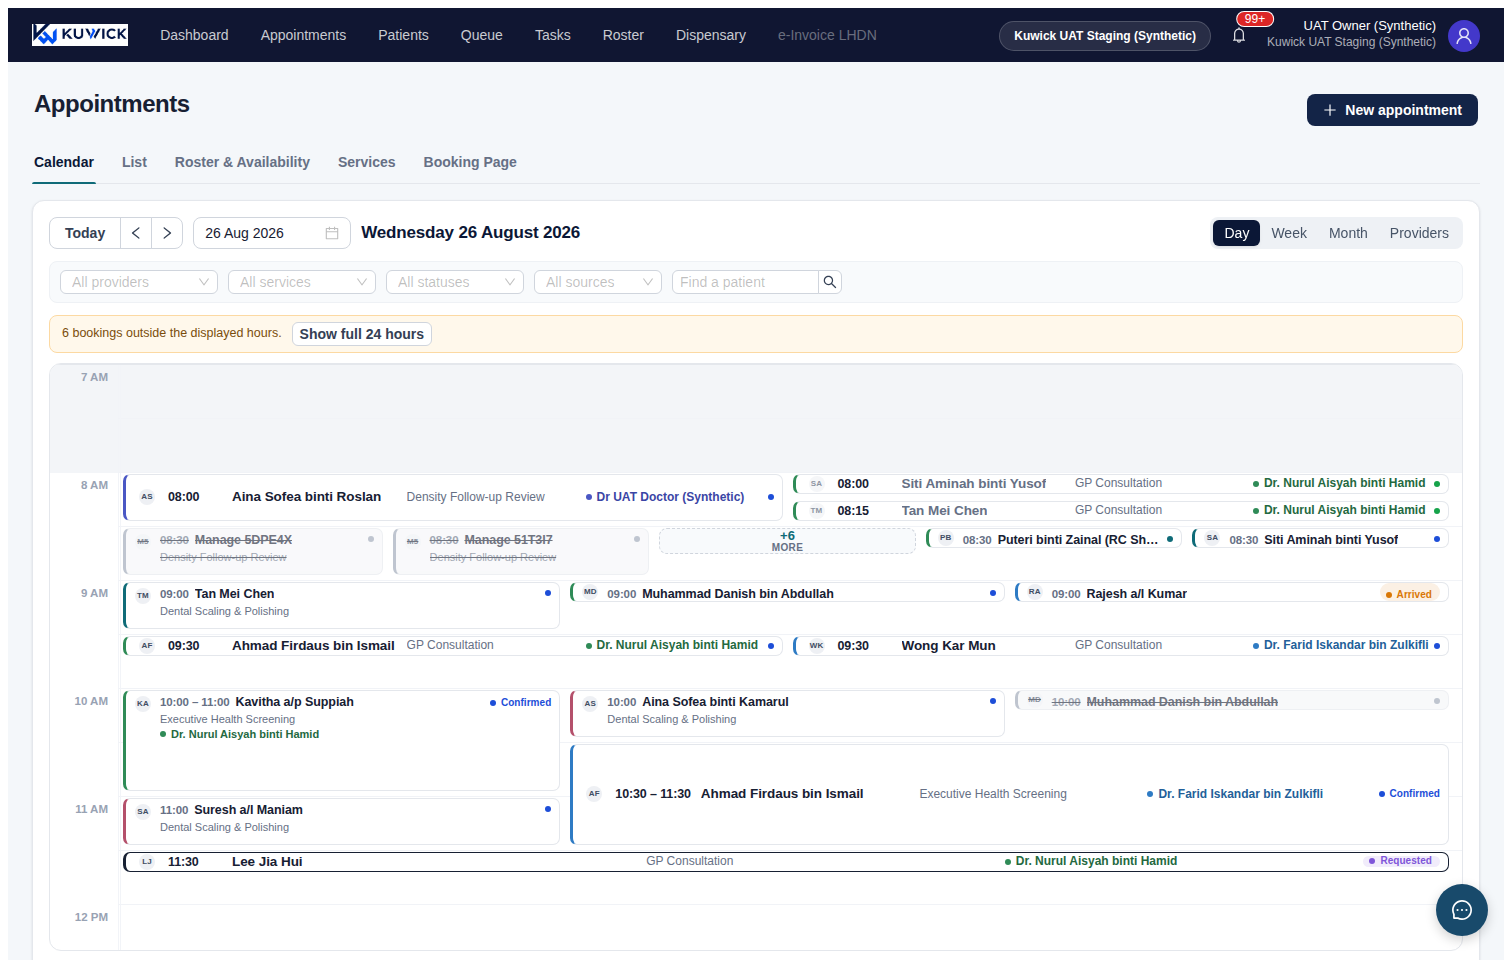 KUWICK
Dashboard
Appointments
Patients
Queue
Tasks
Roster
Dispensary
e-Invoice LHDN
Kuwick UAT Staging (Synthetic)
99+
UAT Owner (Synthetic)
Kuwick UAT Staging (Synthetic)
Appointments
New appointment
Calendar
List
Roster & Availability
Services
Booking Page
Today
26 Aug 2026
Wednesday 26 August 2026
Day
Week
Month
Providers
All providers
All services
All statuses
All sources
Find a patient
6 bookings outside the displayed hours.
Show full 24 hours
7 AM
8 AM
AS 08:00 Aina Sofea binti Roslan Density Follow-up Review Dr UAT Doctor (Synthetic)
SA 08:00 Siti Aminah binti Yusof GP Consultation Dr. Nurul Aisyah binti Hamid
TM 08:15 Tan Mei Chen GP Consultation Dr. Nurul Aisyah binti Hamid
M5 08:30 Manage 5DPE4X
Density Follow-up Review
M5 08:30 Manage 51T3I7
Density Follow-up Review
+6
MORE
PB 08:30 Puteri binti Zainal (RC Sh…
SA 08:30 Siti Aminah binti Yusof
9 AM
TM 09:00 Tan Mei Chen
Dental Scaling & Polishing
MD 09:00 Muhammad Danish bin Abdullah
RA 09:00 Rajesh a/l Kumar Arrived
AF 09:30 Ahmad Firdaus bin Ismail GP Consultation Dr. Nurul Aisyah binti Hamid
WK 09:30 Wong Kar Mun GP Consultation Dr. Farid Iskandar bin Zulkifli
10 AM
KA 10:00 – 11:00 Kavitha a/p Suppiah Confirmed
Executive Health Screening
Dr. Nurul Aisyah binti Hamid
AS 10:00 Aina Sofea binti Kamarul
Dental Scaling & Polishing
MD 10:00 Muhammad Danish bin Abdullah
AF 10:30 – 11:30 Ahmad Firdaus bin Ismail Executive Health Screening Dr. Farid Iskandar bin Zulkifli Confirmed
11 AM
SA 11:00 Suresh a/l Maniam
Dental Scaling & Polishing
LJ 11:30 Lee Jia Hui GP Consultation Dr. Nurul Aisyah binti Hamid Requested
12 PM